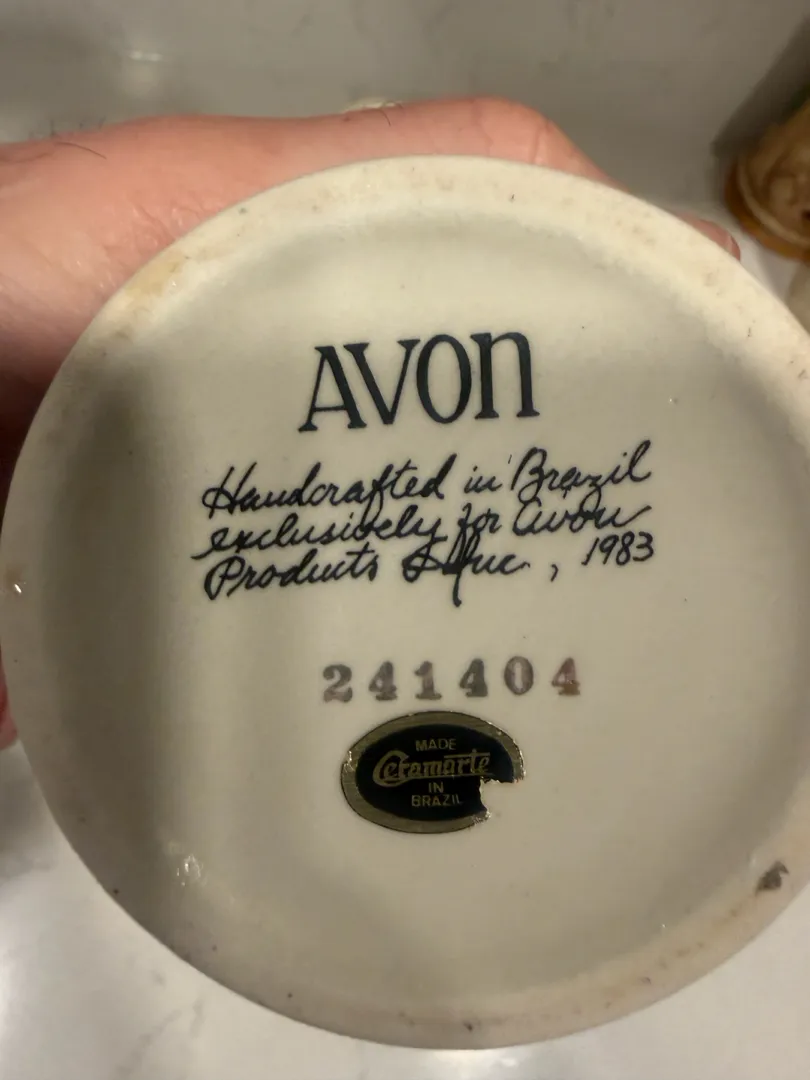 AVON
Handcrafted in Brazil
exclusively for Avon
Products Inc., 1983
241404
MADE
Ceramarte
IN
BRAZIL